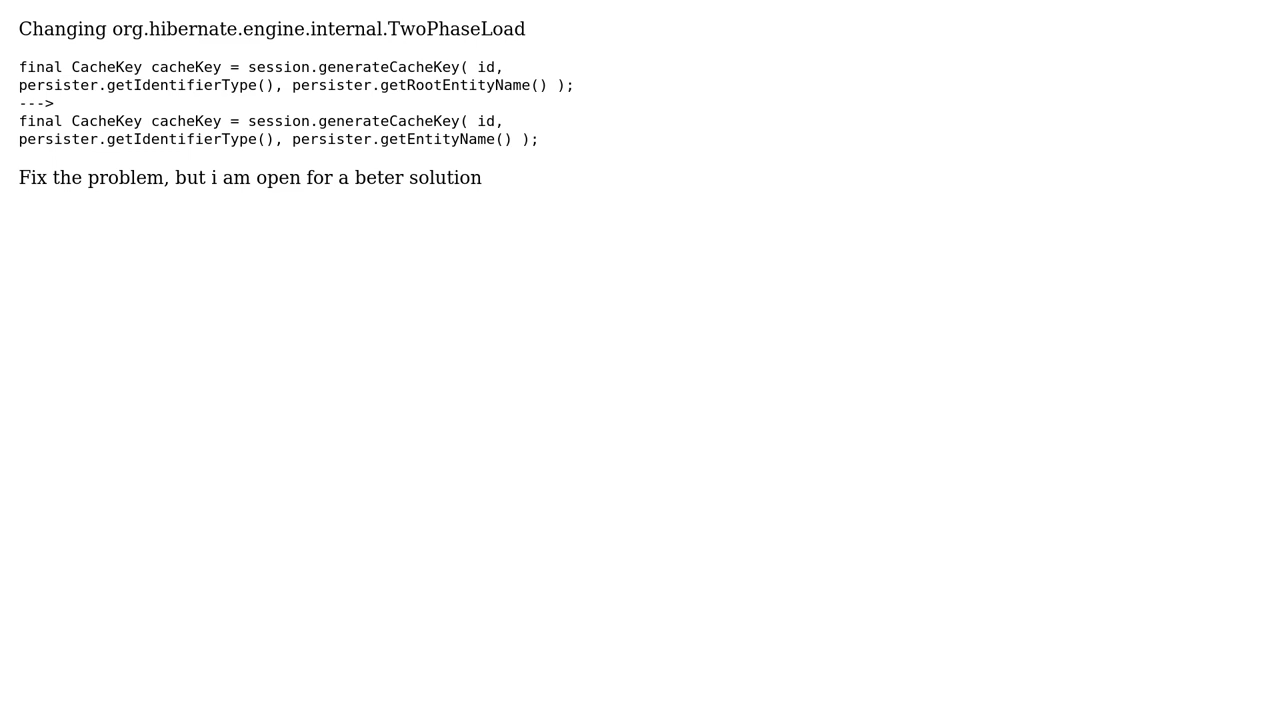 Changing org.hibernate.engine.internal.TwoPhaseLoad
final CacheKey cacheKey = session.generateCacheKey( id,
persister.getIdentifierType(), persister.getRootEntityName() );
--->
final CacheKey cacheKey = session.generateCacheKey( id,
persister.getIdentifierType(), persister.getEntityName() );
Fix the problem, but i am open for a beter solution